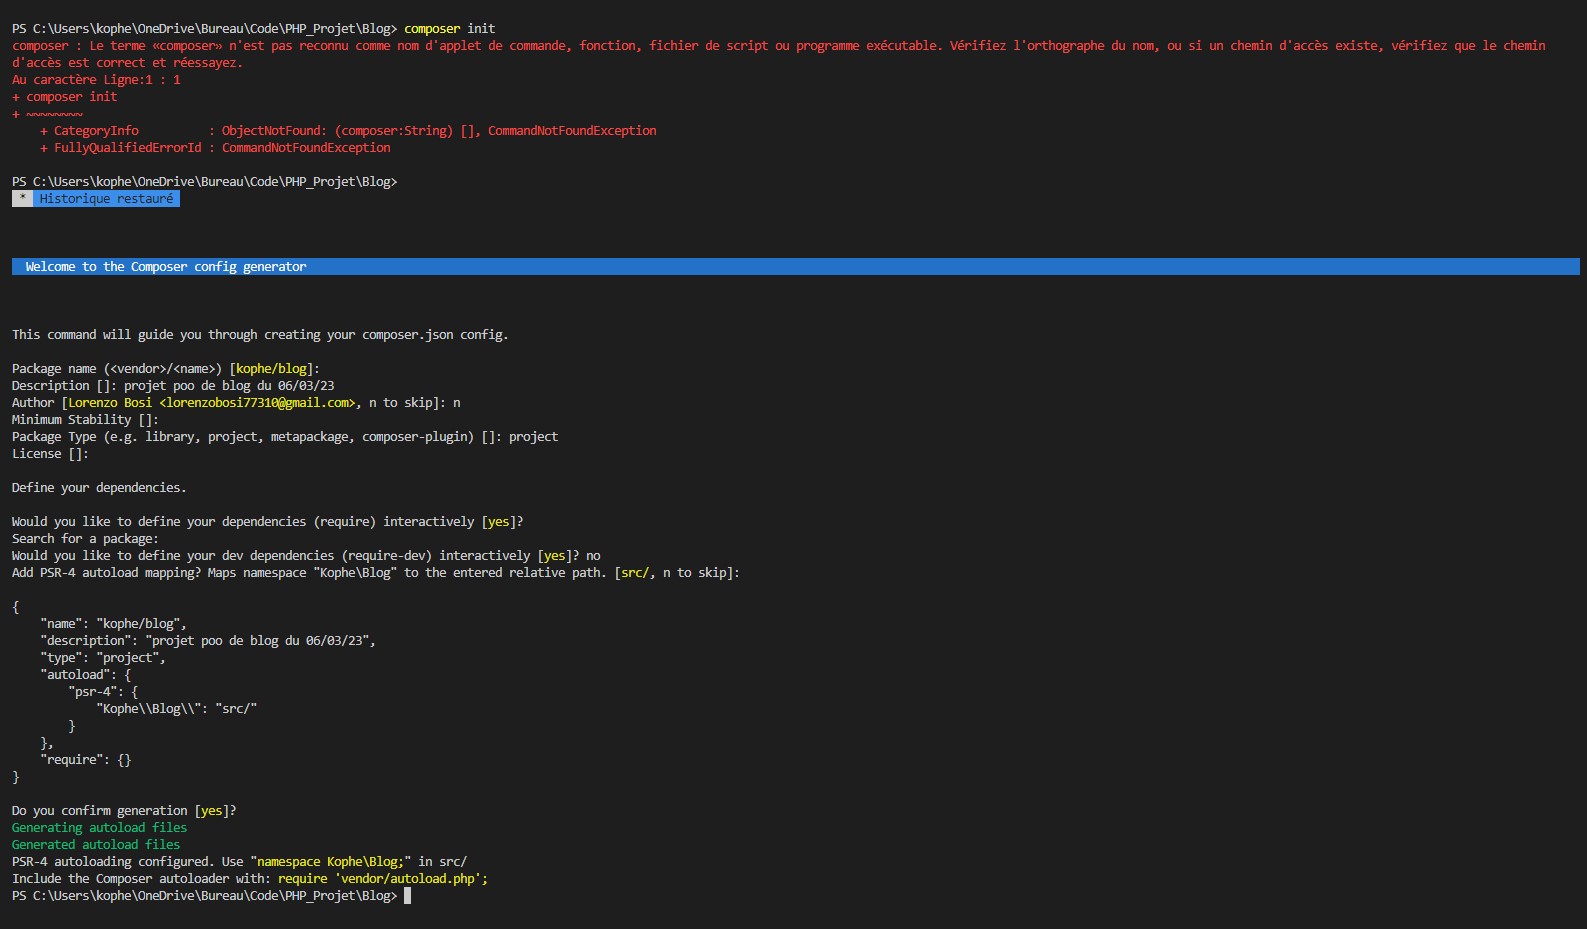 PS C:\Users\kophe\OneDrive\Bureau\Code\PHP_Projet\Blog> composer init
composer : Le terme «composer» n'est pas reconnu comme nom d'applet de commande, fonction, fichier de script ou programme exécutable. Vérifiez l'orthographe du nom, ou si un chemin d'accès existe, vérifiez que le chemin
d'accès est correct et réessayez.
Au caractère Ligne:1 : 1
+ composer init
+ ~~~~~~~~
    + CategoryInfo          : ObjectNotFound: (composer:String) [], CommandNotFoundException
    + FullyQualifiedErrorId : CommandNotFoundException
PS C:\Users\kophe\OneDrive\Bureau\Code\PHP_Projet\Blog>
* Historique restauré
Welcome to the Composer config generator
This command will guide you through creating your composer.json config.
Package name (<vendor>/<name>) [kophe/blog]:
Description []: projet poo de blog du 06/03/23
Author [Lorenzo Bosi <lorenzobosi77310@gmail.com>, n to skip]: n
Minimum Stability []:
Package Type (e.g. library, project, metapackage, composer-plugin) []: project
License []:
Define your dependencies.
Would you like to define your dependencies (require) interactively [yes]?
Search for a package:
Would you like to define your dev dependencies (require-dev) interactively [yes]? no
Add PSR-4 autoload mapping? Maps namespace "Kophe\Blog" to the entered relative path. [src/, n to skip]:
{
    "name": "kophe/blog",
    "description": "projet poo de blog du 06/03/23",
    "type": "project",
    "autoload": {
        "psr-4": {
            "Kophe\\Blog\\": "src/"
        }
    },
    "require": {}
}
Do you confirm generation [yes]?
Generating autoload files
Generated autoload files
PSR-4 autoloading configured. Use "namespace Kophe\Blog;" in src/
Include the Composer autoloader with: require 'vendor/autoload.php';
PS C:\Users\kophe\OneDrive\Bureau\Code\PHP_Projet\Blog>